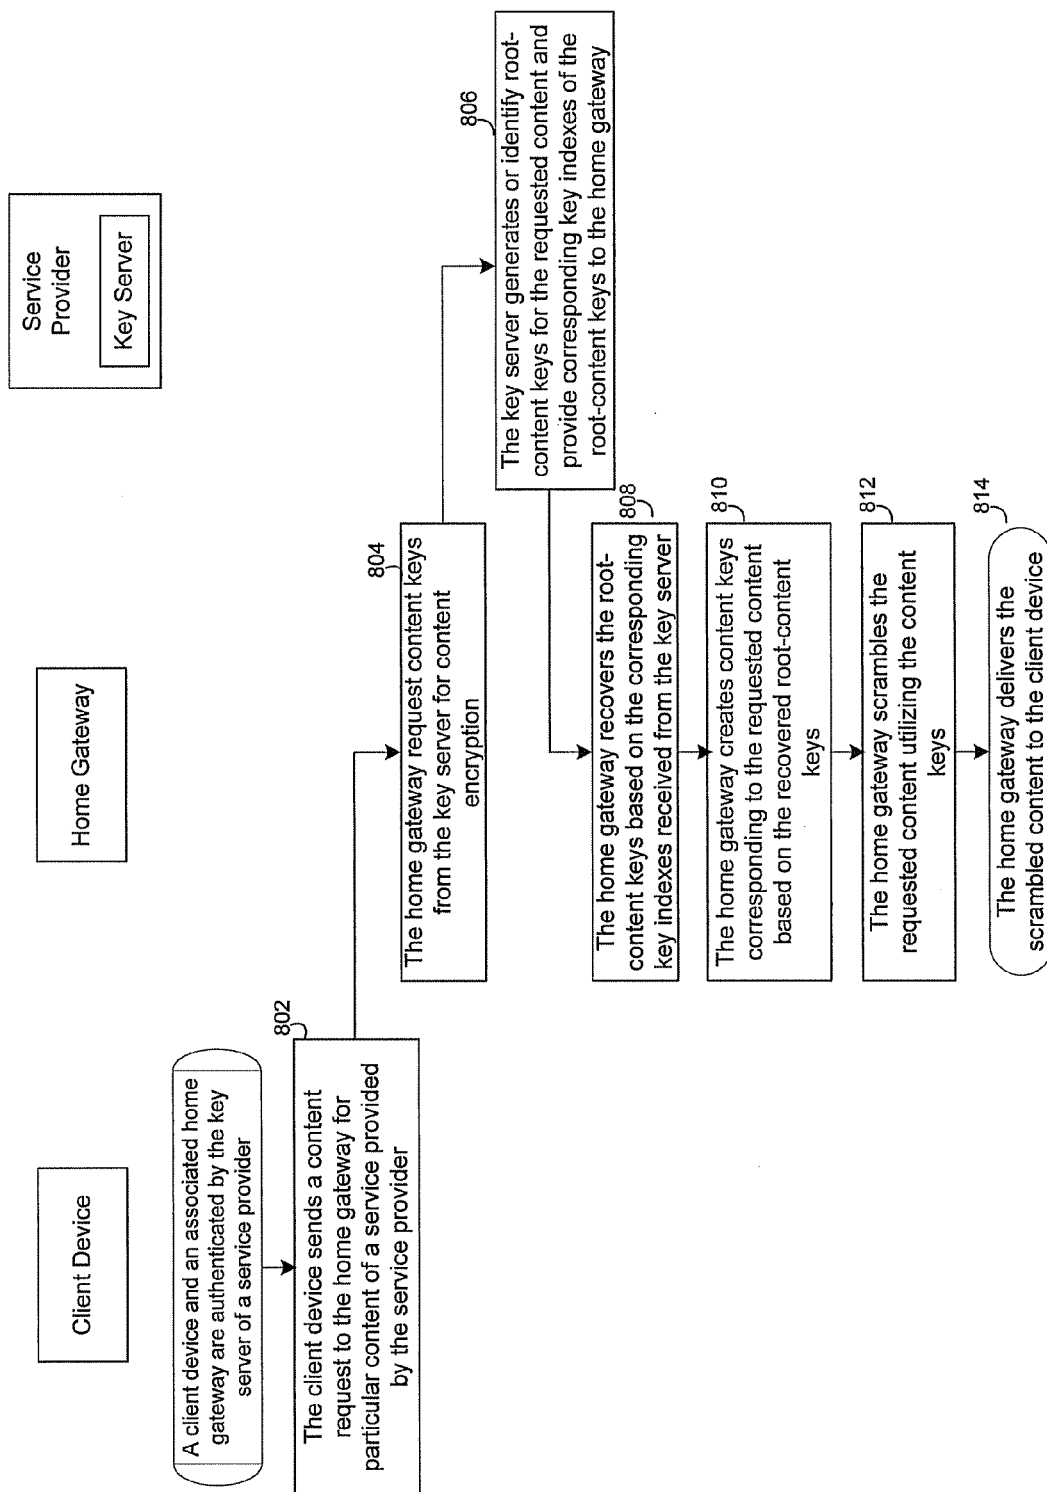 Client Device
Home Gateway
Service
Provider
Key Server
A client device and an associated home
gateway are authenticated by the key
server of a service provider
802
The client device sends a content
request to the home gateway for
particular content of a service provided
by the service provider
804
The home gateway request content keys
from the key server for content
encryption
806
The key server generates or identify root-
content keys for the requested content and
provide corresponding key indexes of the
root-content keys to the home gateway
808
The home gateway recovers the root-
content keys based on the corresponding
key indexes received from the key server
810
The home gateway creates content keys
corresponding to the requested content
based on the recovered root-content
keys
812
The home gateway scrambles the
requested content utilizing the content
keys
814
The home gateway delivers the
scrambled content to the client device